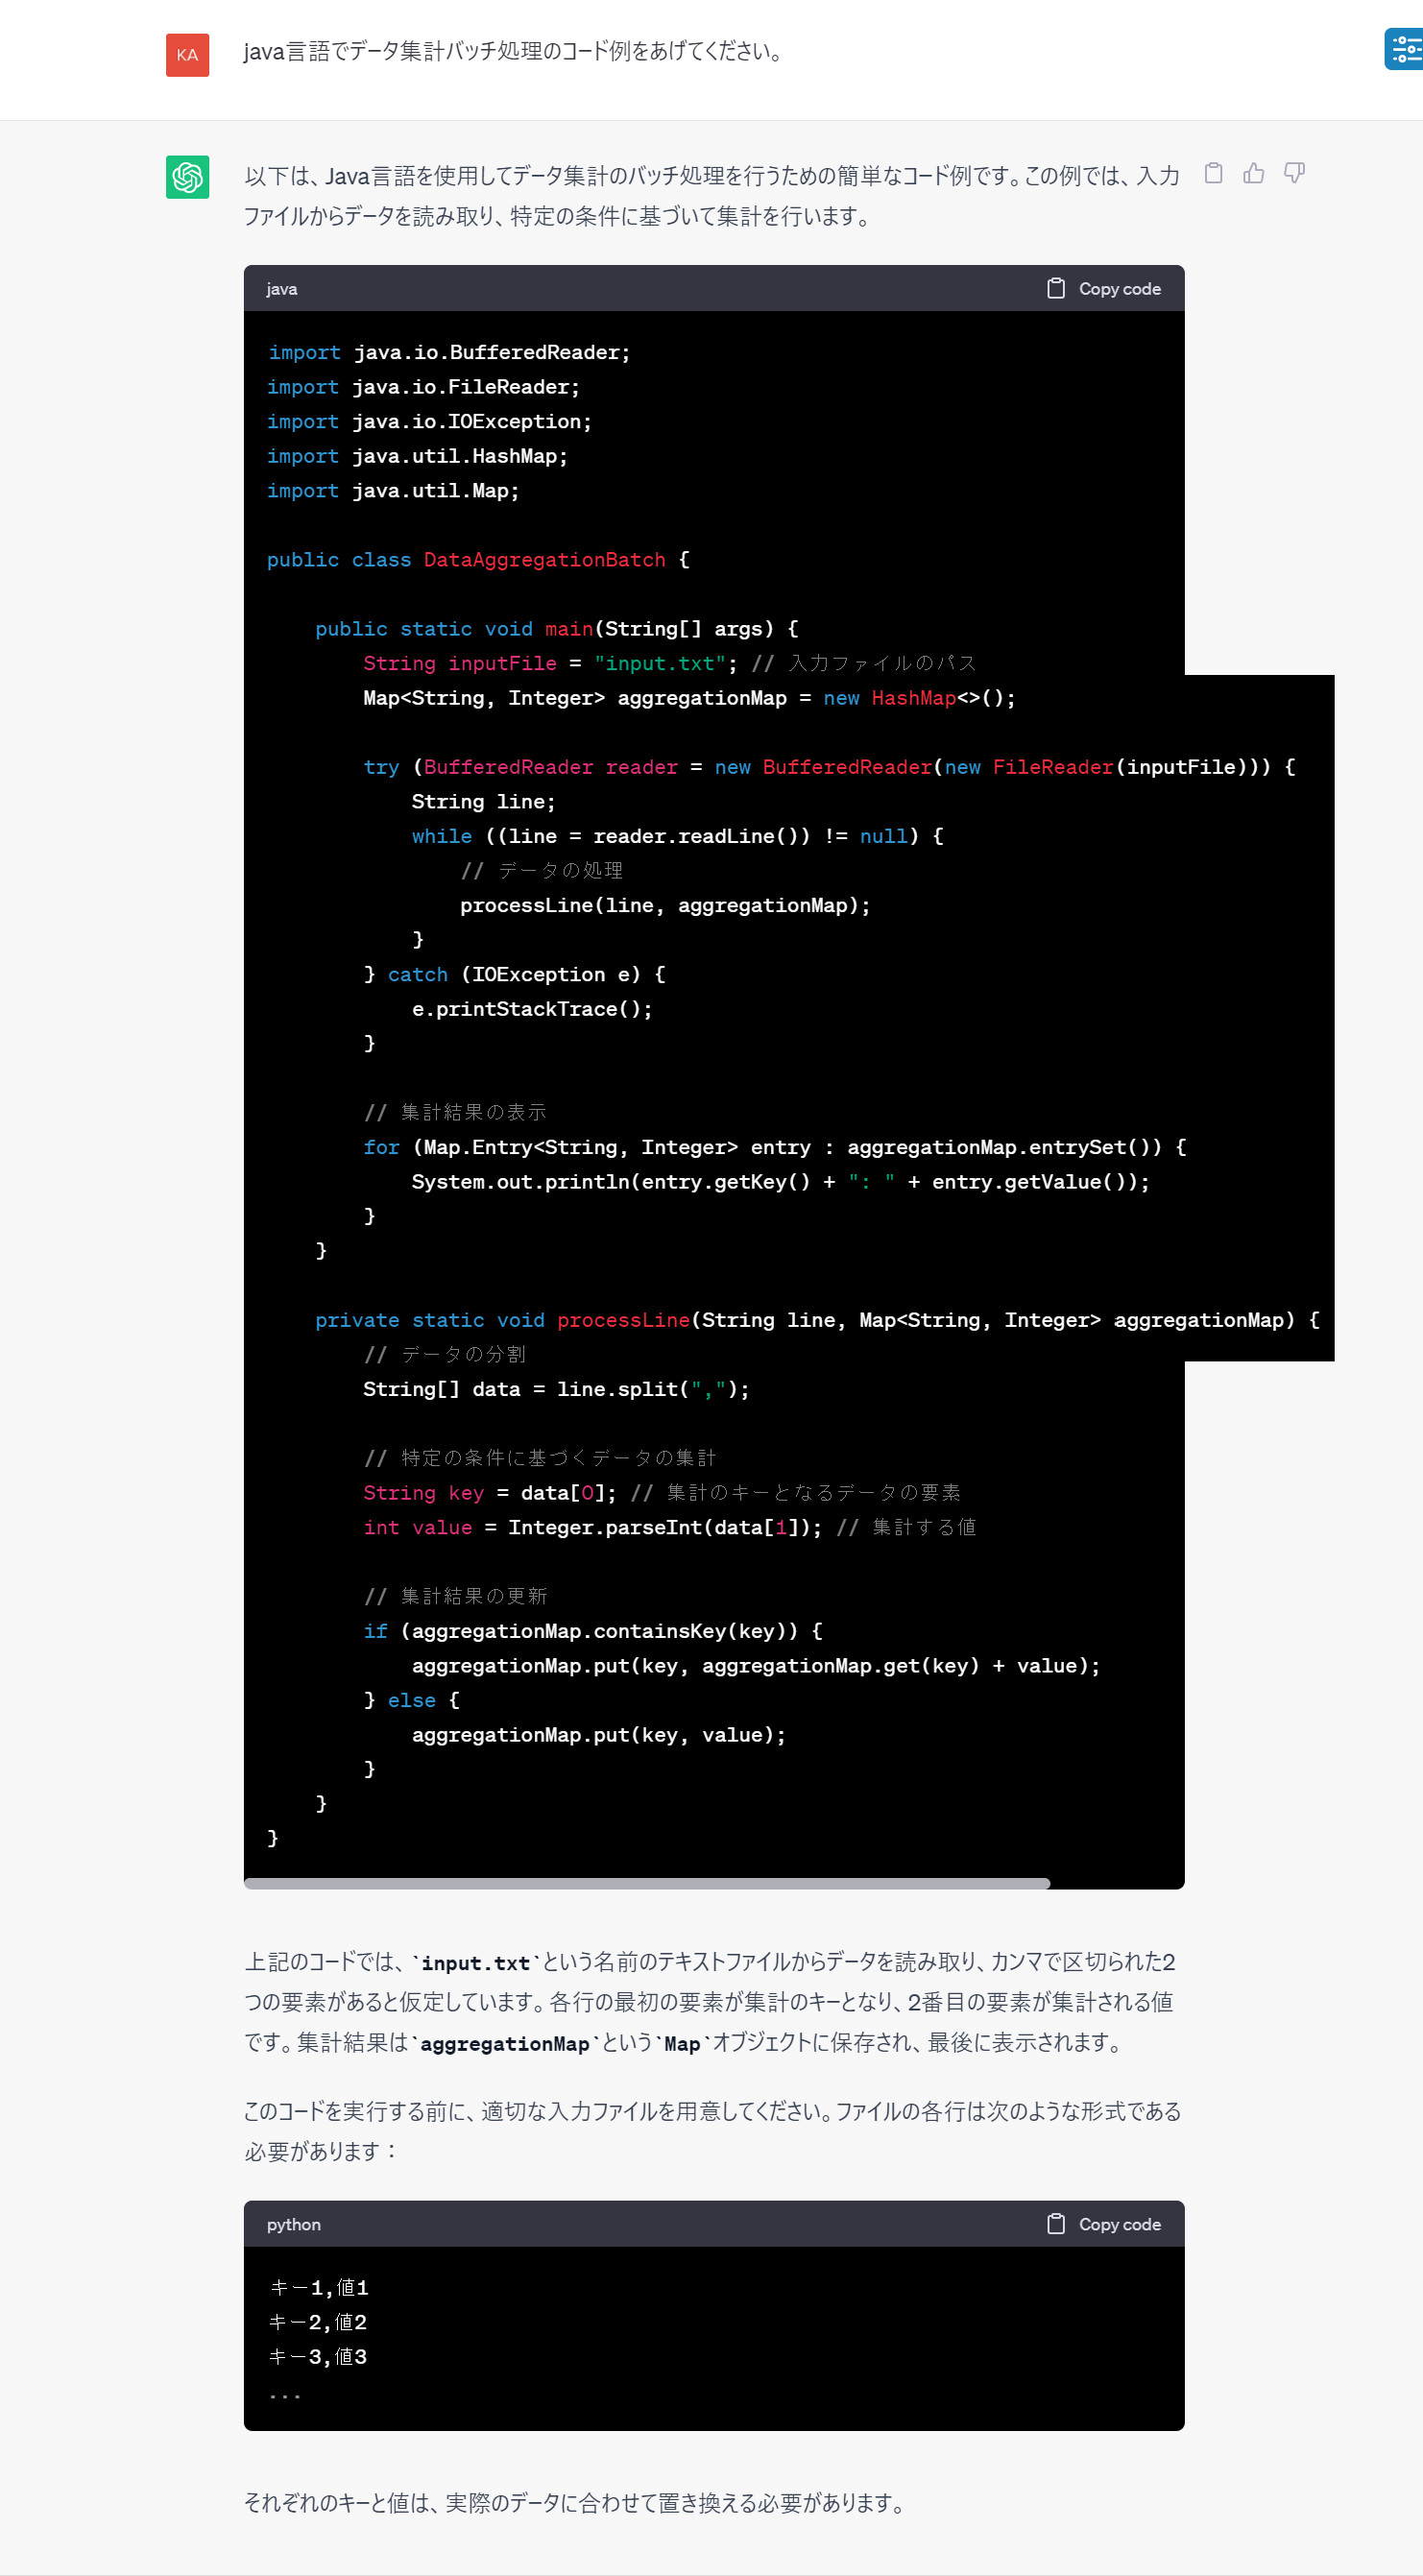 KA
java言語でデータ集計バッチ処理のコード例をあげてください。
以下は、Java言語を使用してデータ集計のバッチ処理を行うための簡単なコード例です。この例では、入力
ファイルからデータを読み取り、特定の条件に基づいて集計を行います。
java
Copy code
import java.io.BufferedReader;
import java.io.FileReader;
import java.io.IOException;
import java.util.HashMap;
import java.util.Map;
public class DataAggregationBatch {
    public static void main(String[] args) {
        String inputFile = "input.txt"; // 入力ファイルのパス
        Map<String, Integer> aggregationMap = new HashMap<>();
        try (BufferedReader reader = new BufferedReader(new FileReader(inputFile))) {
            String line;
            while ((line = reader.readLine()) != null) {
                // データの処理
                processLine(line, aggregationMap);
            }
        } catch (IOException e) {
            e.printStackTrace();
        }
        // 集計結果の表示
        for (Map.Entry<String, Integer> entry : aggregationMap.entrySet()) {
            System.out.println(entry.getKey() + ": " + entry.getValue());
        }
    }
    private static void processLine(String line, Map<String, Integer> aggregationMap) {
        // データの分割
        String[] data = line.split(",");
        // 特定の条件に基づくデータの集計
        String key = data[0]; // 集計のキーとなるデータの要素
        int value = Integer.parseInt(data[1]); // 集計する値
        // 集計結果の更新
        if (aggregationMap.containsKey(key)) {
            aggregationMap.put(key, aggregationMap.get(key) + value);
        } else {
            aggregationMap.put(key, value);
        }
    }
}
上記のコードでは、`input.txt`という名前のテキストファイルからデータを読み取り、カンマで区切られた2
つの要素があると仮定しています。各行の最初の要素が集計のキーとなり、2番目の要素が集計される値
です。集計結果は`aggregationMap`という`Map`オブジェクトに保存され、最後に表示されます。
このコードを実行する前に、適切な入力ファイルを用意してください。ファイルの各行は次のような形式である
必要があります：
python
Copy code
キー1,値1
キー2,値2
キー3,値3
...
それぞれのキーと値は、実際のデータに合わせて置き換える必要があります。